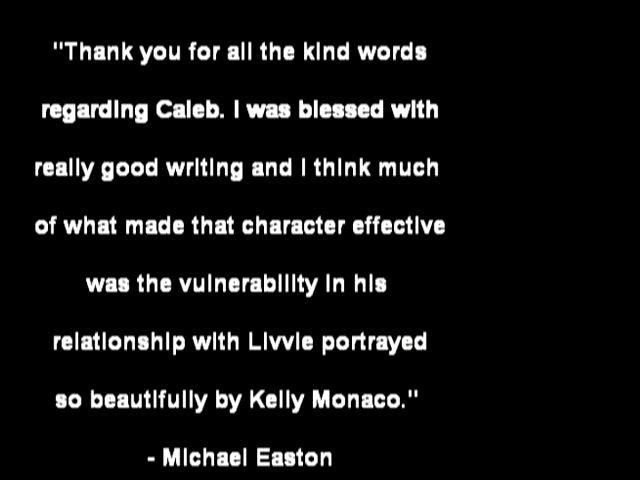 "Thank you for all the kind words
regarding Caleb. I was blessed with
really good writing and I think much
of what made that character effective
was the vulnerability in his
relationship with Livvie portrayed
so beautifully by Kelly Monaco."
- Michael Easton